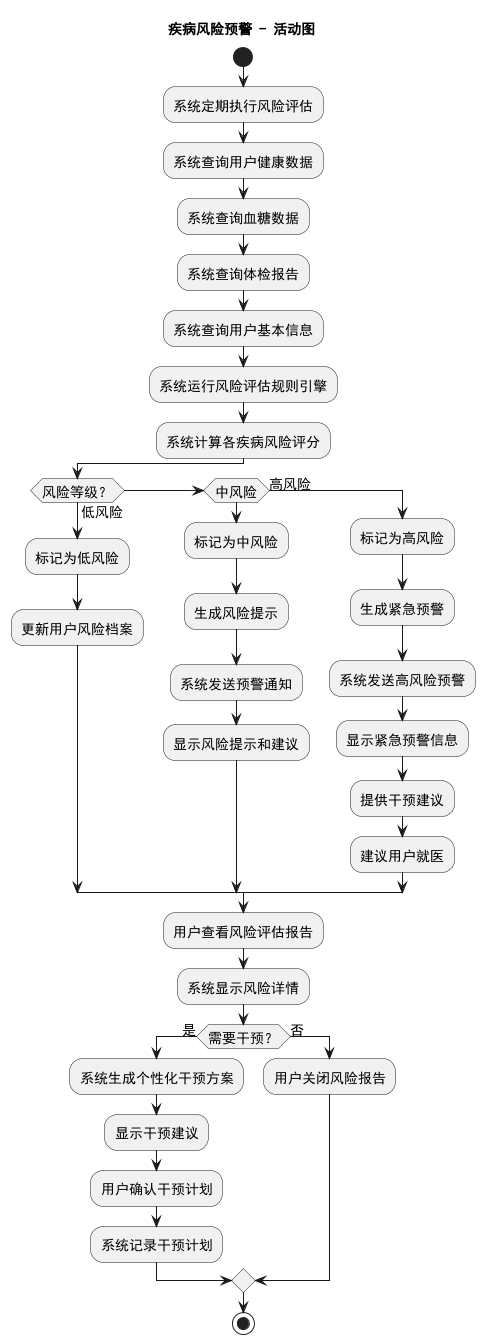 疾病风险预警 - 活动图
系统定期执行风险评估
系统查询用户健康数据
系统查询血糖数据
系统查询体检报告
系统查询用户基本信息
系统运行风险评估规则引擎
系统计算各疾病风险评分
风险等级？
低风险
标记为低风险
更新用户风险档案
中风险
标记为中风险
生成风险提示
系统发送预警通知
显示风险提示和建议
高风险
标记为高风险
生成紧急预警
系统发送高风险预警
显示紧急预警信息
提供干预建议
建议用户就医
用户查看风险评估报告
系统显示风险详情
需要干预？
是
系统生成个性化干预方案
显示干预建议
用户确认干预计划
系统记录干预计划
否
用户关闭风险报告